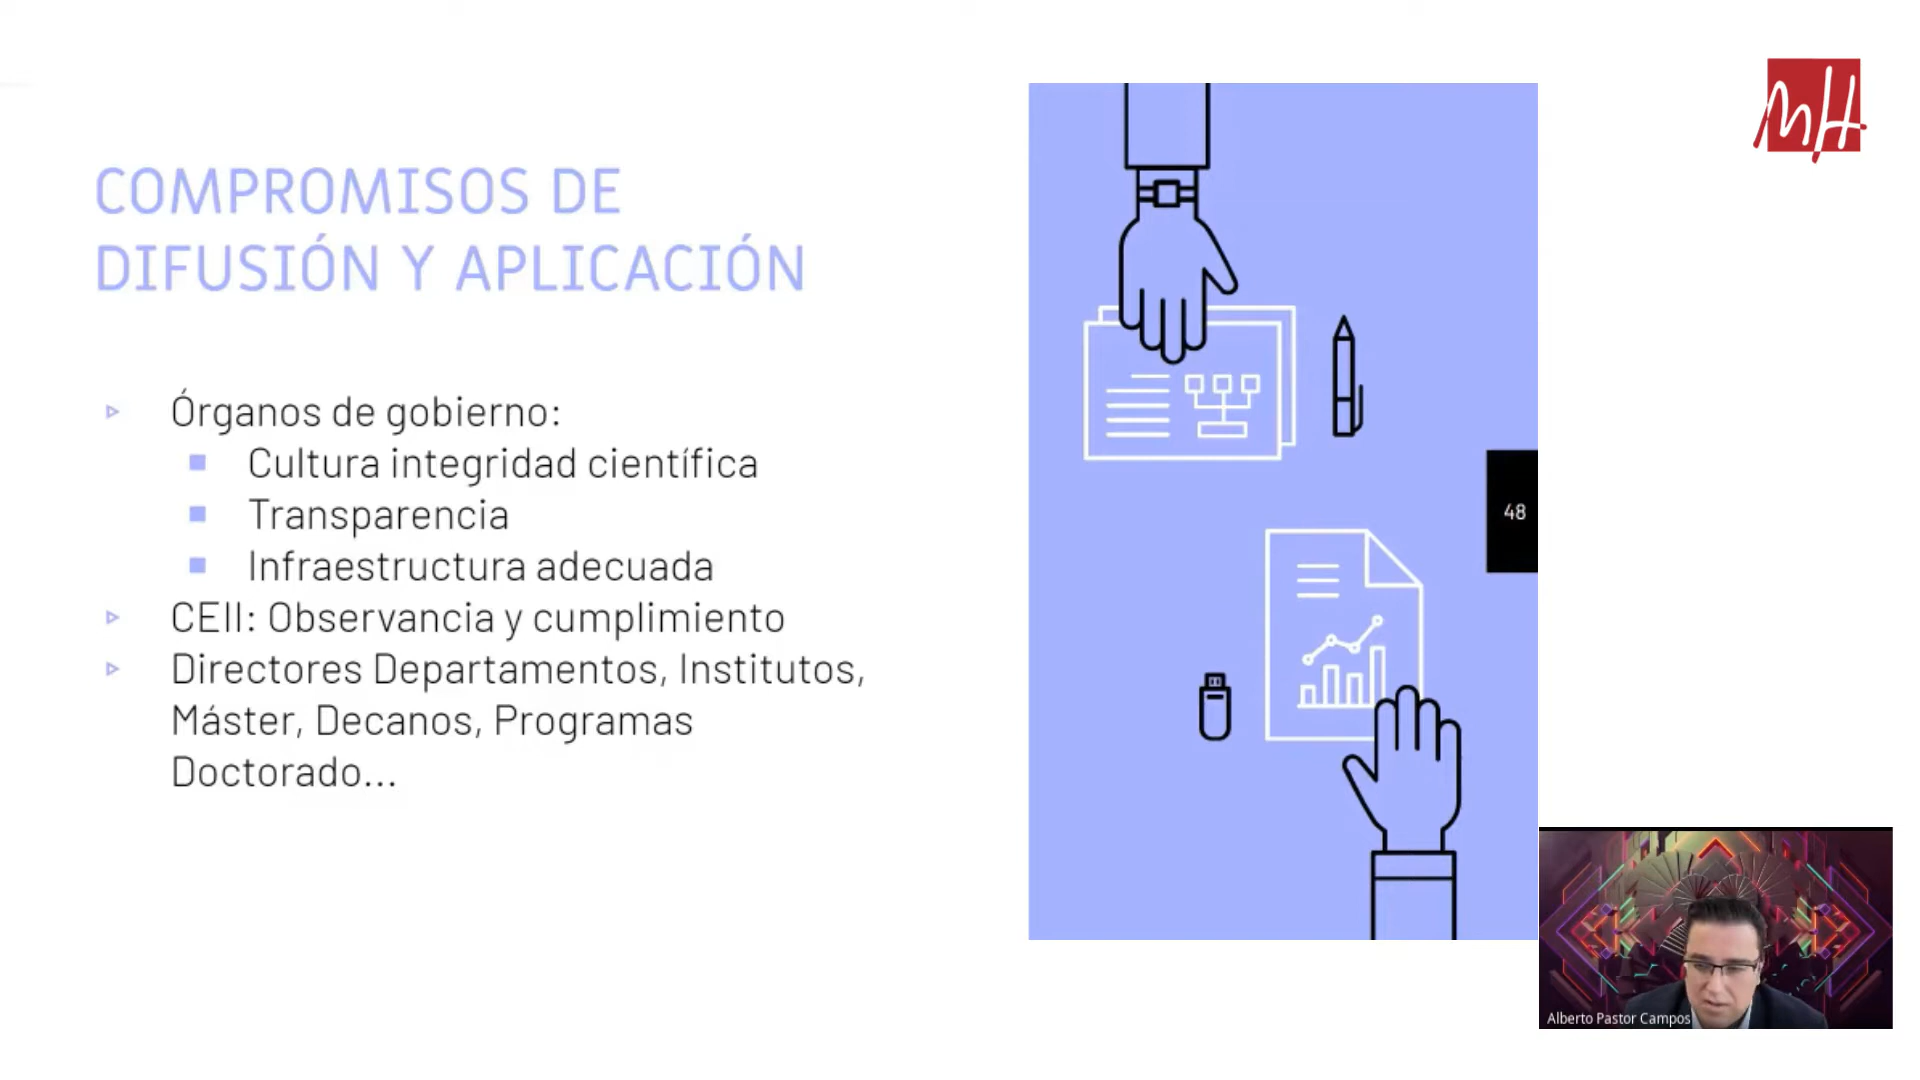 MH
COMPROMISOS DE
DIFUSIÓN Y APLICACIÓN
Órganos de gobierno:
Cultura integridad científica
Transparencia
Infraestructura adecuada
CEII: Observancia y cumplimiento
Directores Departamentos, Institutos,
Máster, Decanos, Programas
Doctorado...
48
Alberto Pastor Campos